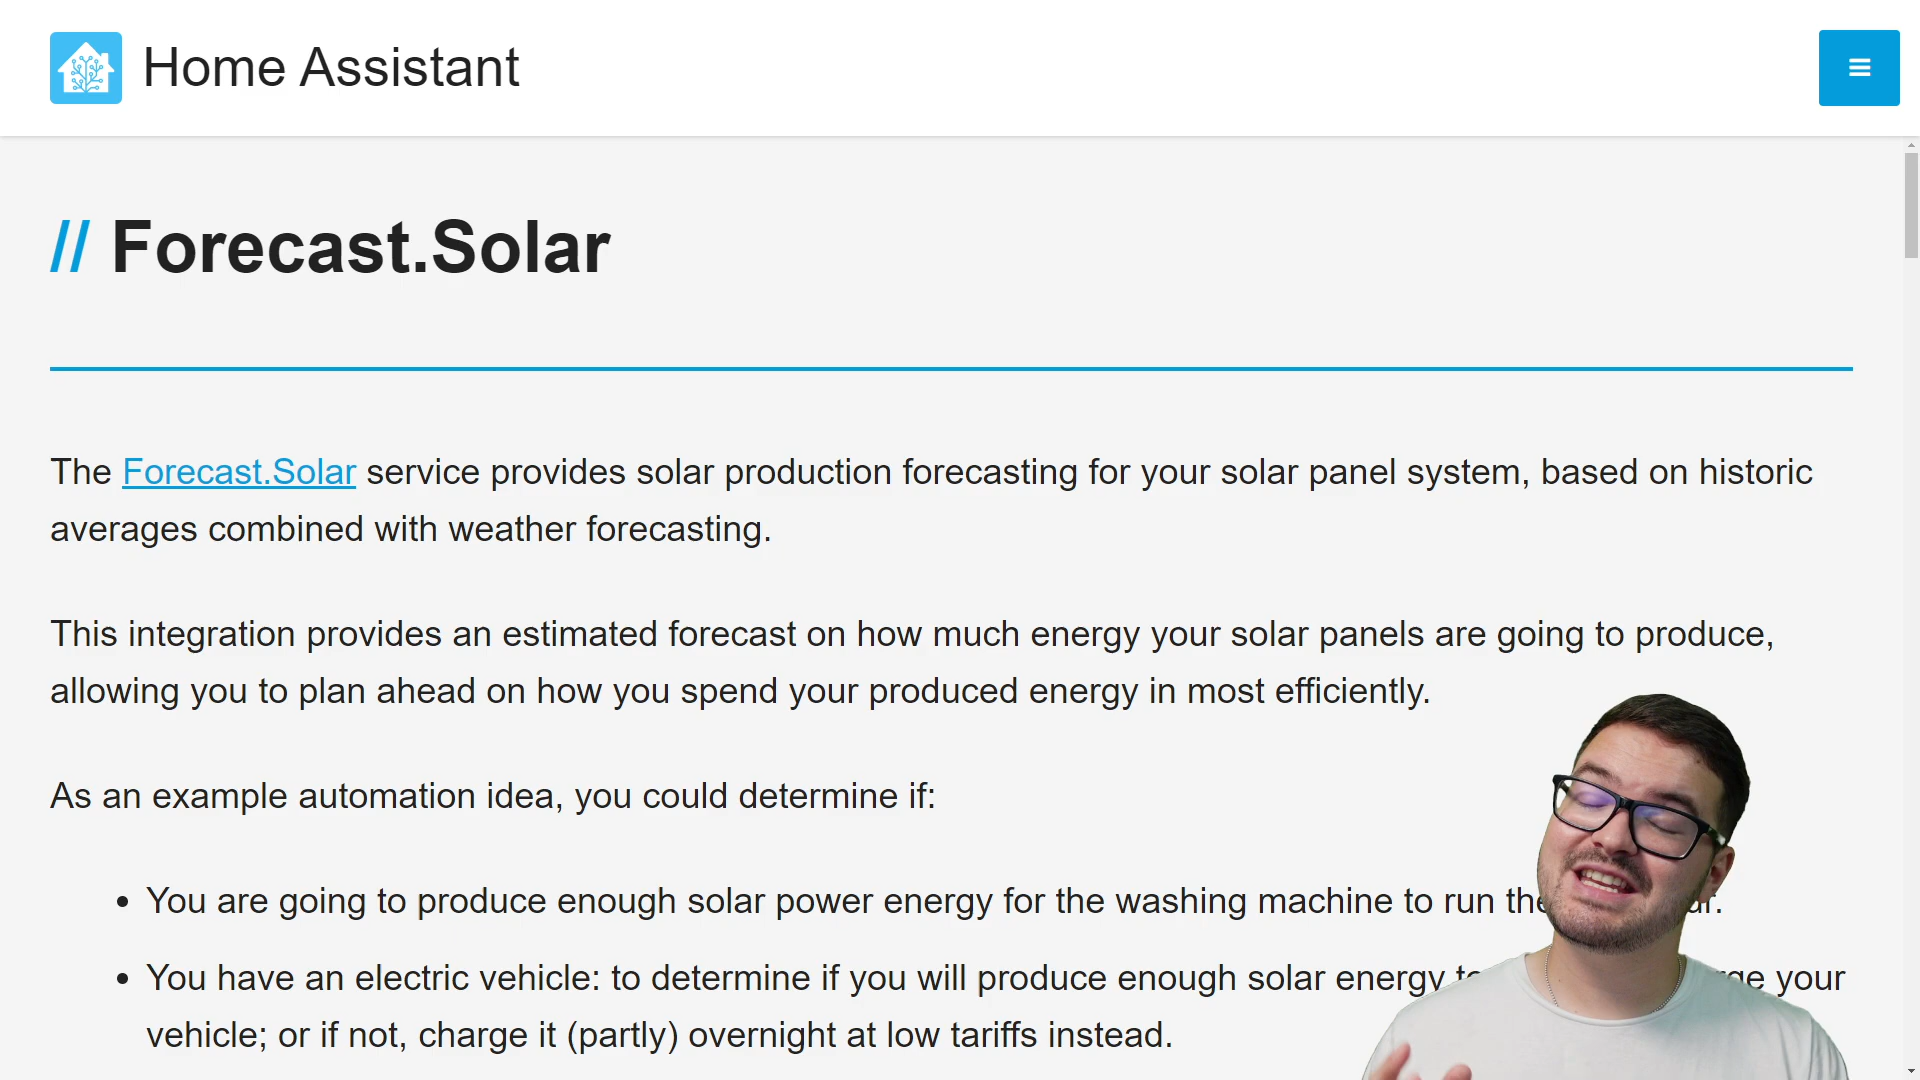 Home Assistant
// Forecast.Solar
The Forecast.Solar service provides solar production forecasting for your solar panel system, based on historic
averages combined with weather forecasting.
This integration provides an estimated forecast on how much energy your solar panels are going to produce,
allowing you to plan ahead on how you spend your produced energy in most efficiently.
As an example automation idea, you could determine if:
• You are going to produce enough solar power energy for the washing machine to run
• You have an electric vehicle: to determine if you will produce enough solar energy your
vehicle; or if not, charge it (partly) overnight at low tariffs instead.